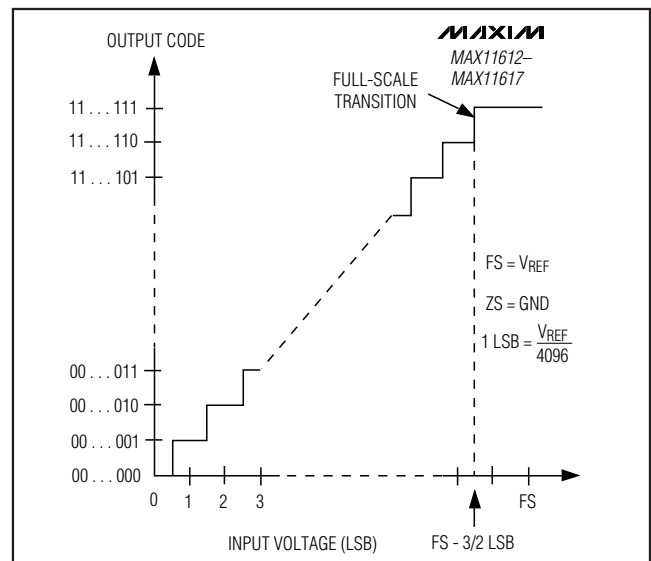 OUTPUT CODE
MAXIM
MAX11612–
MAX11617
FULL-SCALE
TRANSITION
11 . . . 111
11 . . . 110
11 . . . 101
FS = VREF
ZS = GND
1 LSB = VREF
4096
00 . . . 011
00 . . . 010
00 . . . 001
00 . . . 000
0 1 2 3 FS
INPUT VOLTAGE (LSB) FS - 3/2 LSB